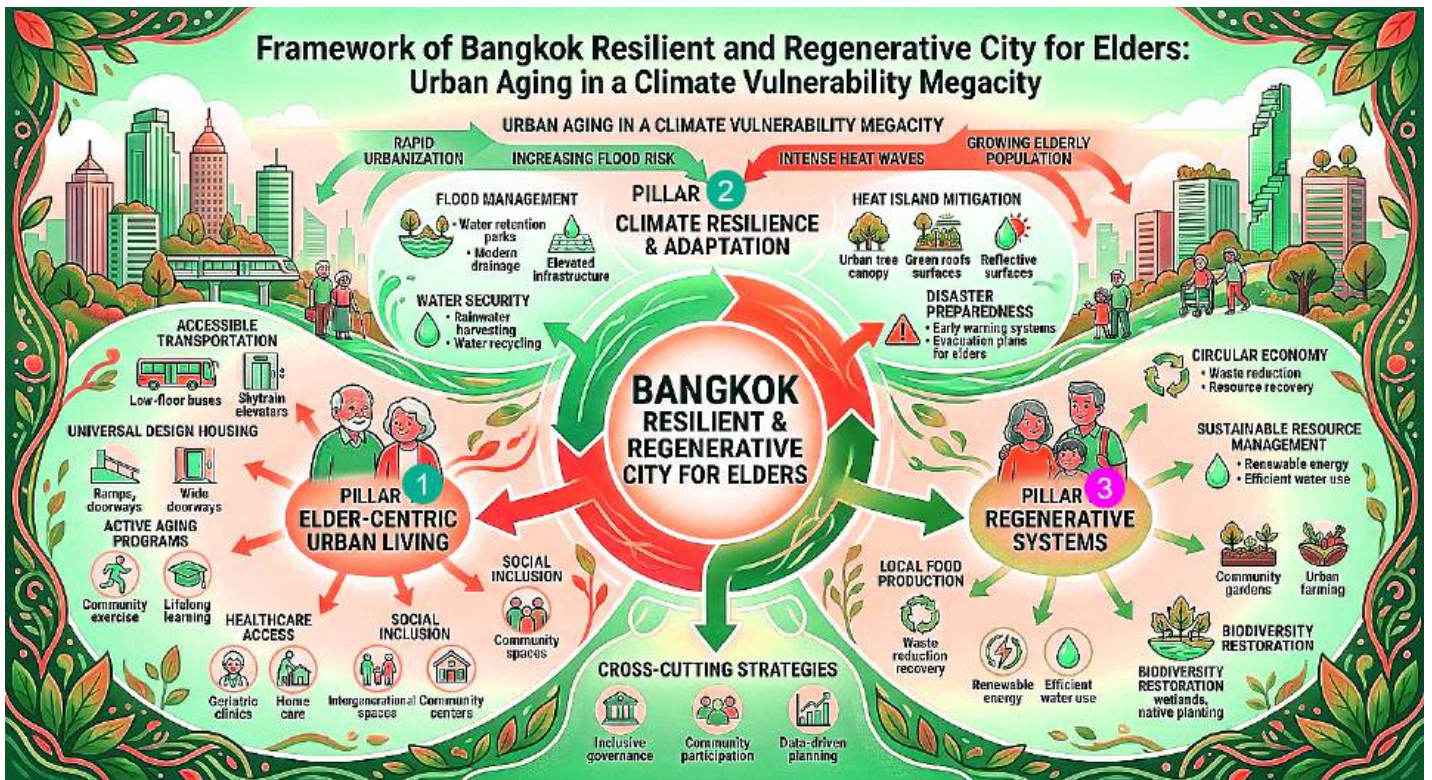 Framework of Bangkok Resilient and Regenerative City for Elders:
Urban Aging in a Climate Vulnerability Megacity
URBAN AGING IN A CLIMATE VULNERABILITY MEGACITY
RAPID
URBANIZATION
INCREASING FLOOD RISK
INTENSE HEAT WAVES
GROWING ELDERLY
POPULATION
PILLAR 2
CLIMATE RESILIENCE
& ADAPTATION
FLOOD MANAGEMENT
• Water retention
parks
• Modern
drainage
Elevated
infrastructure
WATER SECURITY
• Rainwater
harvesting
• Water recycling
HEAT ISLAND MITIGATION
Urban tree
canopy
Green roofs
surfaces
Reflective
surfaces
DISASTER
PREPAREDNESS
• Early warning systems
• Evacuation plans
for elders
BANGKOK
RESILIENT &
REGENERATIVE
CITY FOR ELDERS
PILLAR 1
ELDER-CENTRIC
URBAN LIVING
ACCESSIBLE
TRANSPORTATION
Low-floor buses
Skytrain
elevatars
UNIVERSAL DESIGN HOUSING
Ramps,
doorways
Wide
doorways
ACTIVE AGING
PROGRAMS
Community
exercise
Lifelong
learning
HEALTHCARE
ACCESS
Geriatric
clinics
Home
care
SOCIAL
INCLUSION
Intergenerational
spaces
Community
centers
SOCIAL
INCLUSION
Community
spaces
PILLAR 3
REGENERATIVE
SYSTEMS
CIRCULAR ECONOMY
• Waste reduction
• Resource recovery
SUSTAINABLE RESOURCE
MANAGEMENT
• Renewable energy
• Efficient water use
Community
gardens
Urban
farming
LOCAL FOOD
PRODUCTION
Waste
reduction
recovery
Renewable
energy
Efficient
water use
BIODIVERSITY
RESTORATION
BIODIVERSITY
RESTORATION
wetlands,
native planting
CROSS-CUTTING STRATEGIES
Inclusive
governance
Community
participation
Data-driven
planning